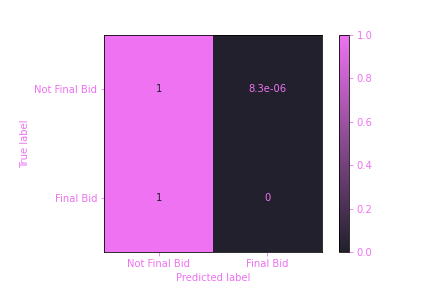 1.0
Not Final Bid 1 8.3e-06
0.8
0.6
True label
0.4
Final Bid 1 0
0.2
0.0
Not Final Bid Final Bid
Predicted label